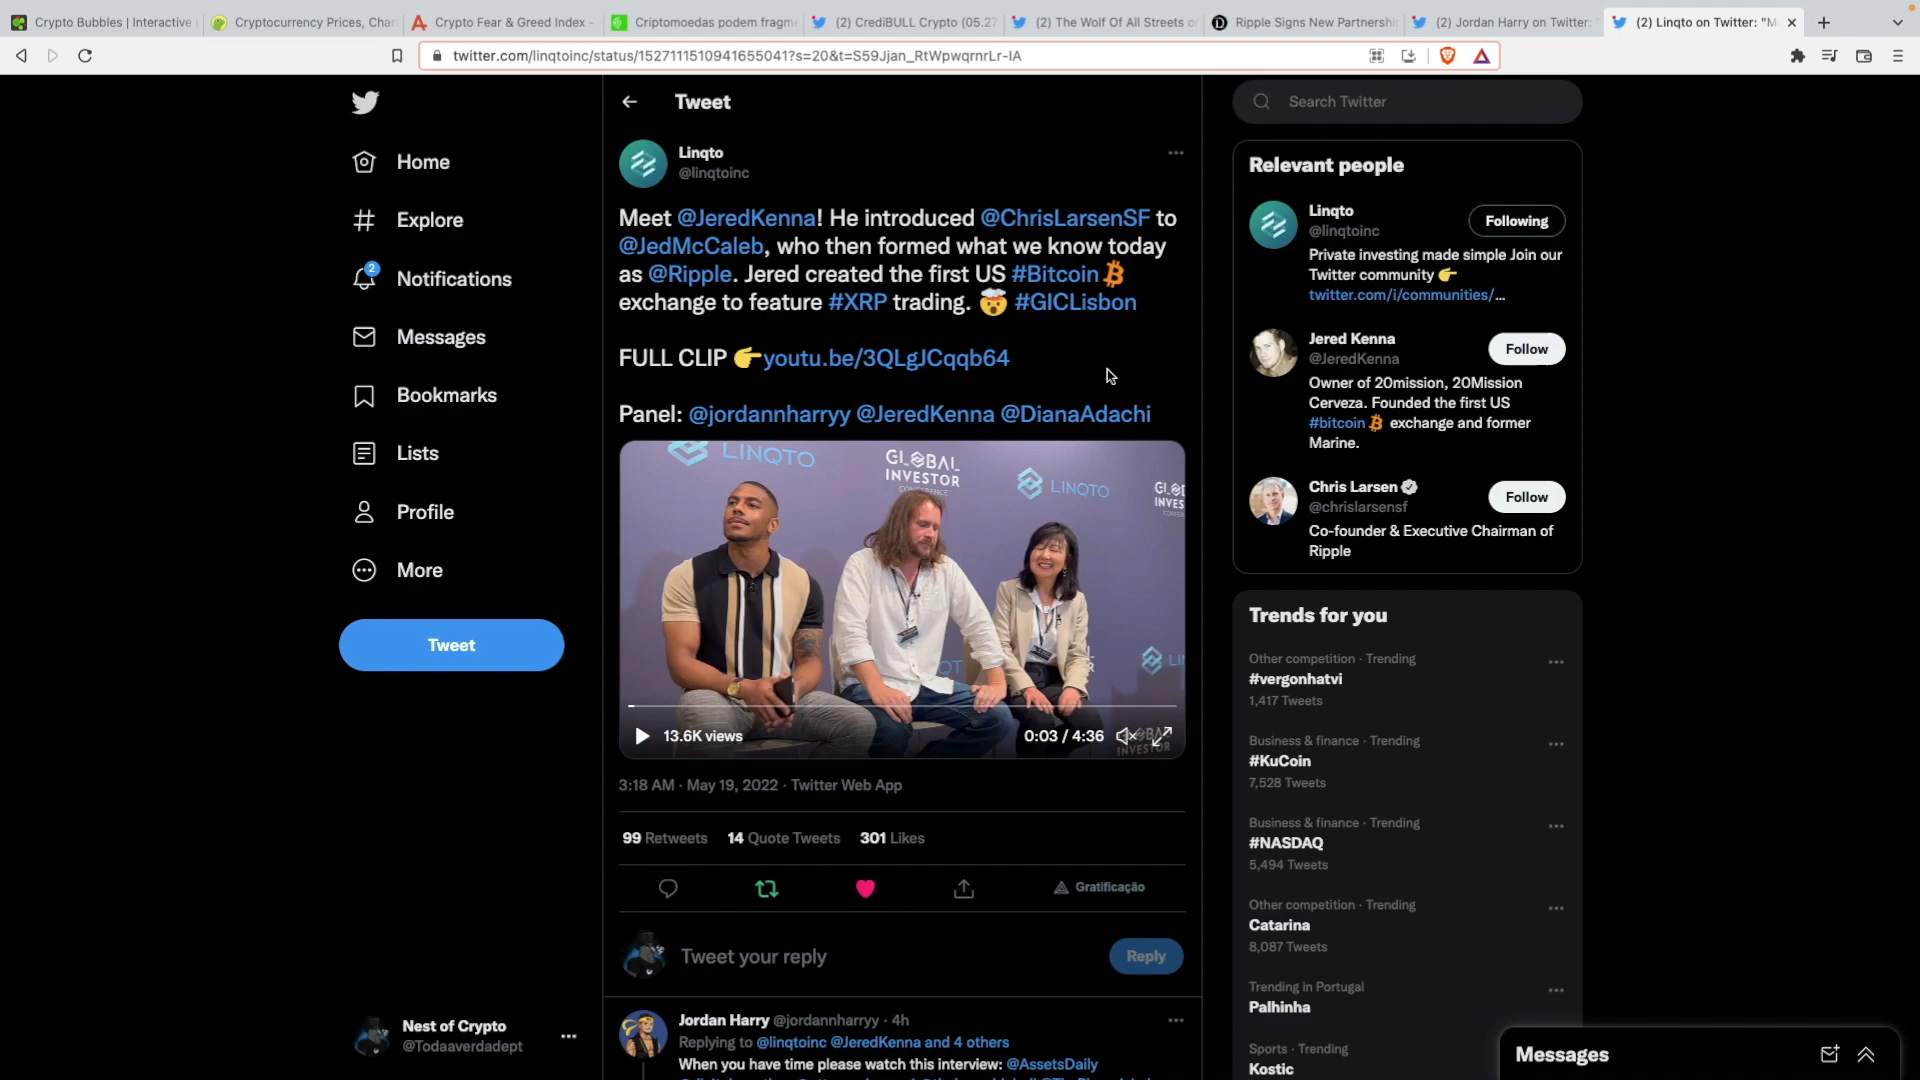 Crypto Bubbles | Interactive
Cryptocurrency Prices, Char
Crypto Fear & Greed Index -
Criptomoedas podem fragme
(2) CrediBULL Crypto (05.27
(2) The Wolf Of All Streets o
Ripple Signs New Partnershi
(2) Jordan Harry on Twitter:
(2) Linqto on Twitter: "M
twitter.com/linqtoinc/status/1527111510941655041?s=20&t=S59Jjan_RtWpwqrnrLr-IA
Home
Explore
2
Notifications
Messages
Bookmarks
Lists
Profile
More
Tweet
Nest of Crypto
@Todaaverdadept
Tweet
Linqto
@linqtoinc
Meet @JeredKenna! He introduced @ChrisLarsenSF to
@JedMcCaleb, who then formed what we know today
as @Ripple. Jered created the first US #Bitcoin
exchange to feature #XRP trading. 🤯 #GICLisbon
FULL CLIP 👉youtu.be/3QLgJCqqb64
Panel: @jordannharryy @JeredKenna @DianaAdachi
LINQTO
GLOBAL
INVESTOR
CONFERENCE
LINQTO
13.6K views
0:03 / 4:36
INVESTOR
3:18 AM · May 19, 2022 · Twitter Web App
99 Retweets 14 Quote Tweets 301 Likes
Gratificação
Tweet your reply
Reply
Jordan Harry @jordannharryy · 4h
Replying to @linqtoinc @JeredKenna and 4 others
When you have time please watch this interview: @AssetsDaily
Search Twitter
Relevant people
Linqto
@linqtoinc
Following
Private investing made simple Join our
Twitter community 👉
twitter.com/i/communities/...
Jered Kenna
@JeredKenna
Follow
Owner of 20mission, 20Mission
Cerveza. Founded the first US
#bitcoin exchange and former
Marine.
Chris Larsen
@chrislarsensf
Follow
Co-founder & Executive Chairman of
Ripple
Trends for you
Other competition · Trending
#vergonhatvi
1,417 Tweets
Business & finance · Trending
#KuCoin
7,528 Tweets
Business & finance · Trending
#NASDAQ
5,494 Tweets
Other competition · Trending
Catarina
8,087 Tweets
Trending in Portugal
Palhinha
Sports · Trending
Kostic
Messages